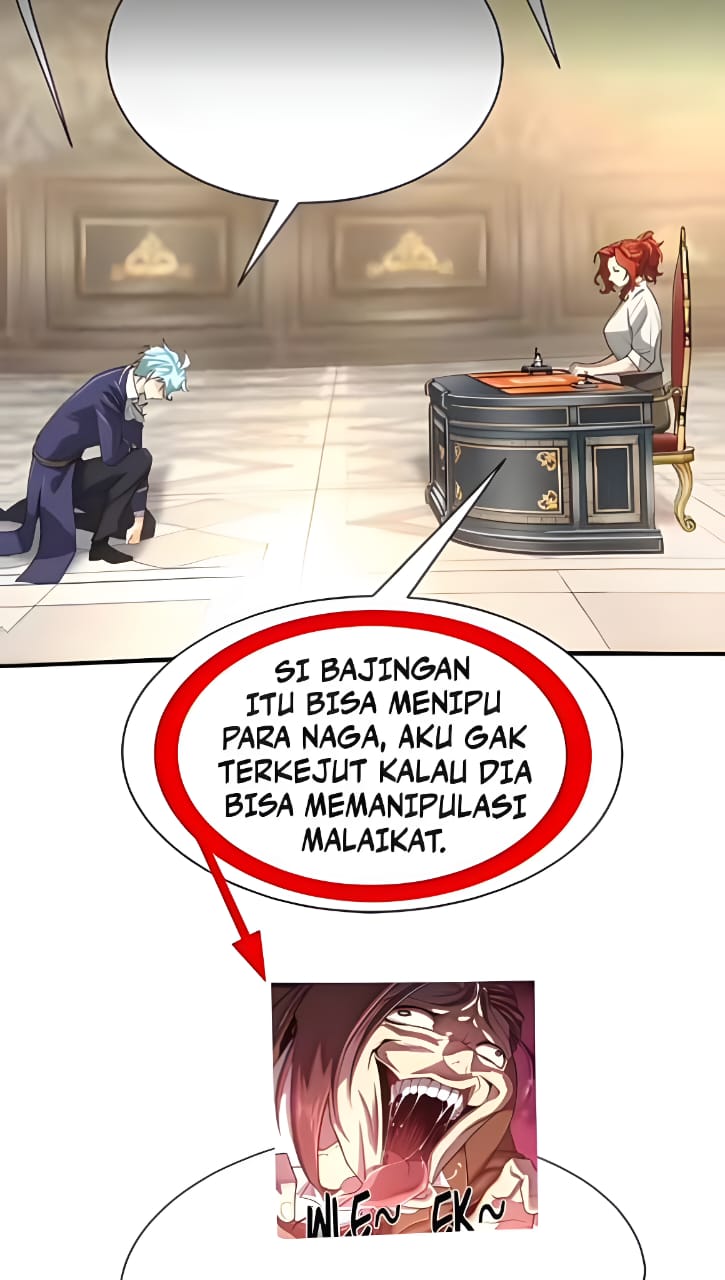 SI BAJINGAN
ITU BISA MENIPU
PARA NAGA, AKU GAK
TERKEJUT KALAU DIA
BISA MEMANIPULASI
MALAIKAT.
WLE~ EK~